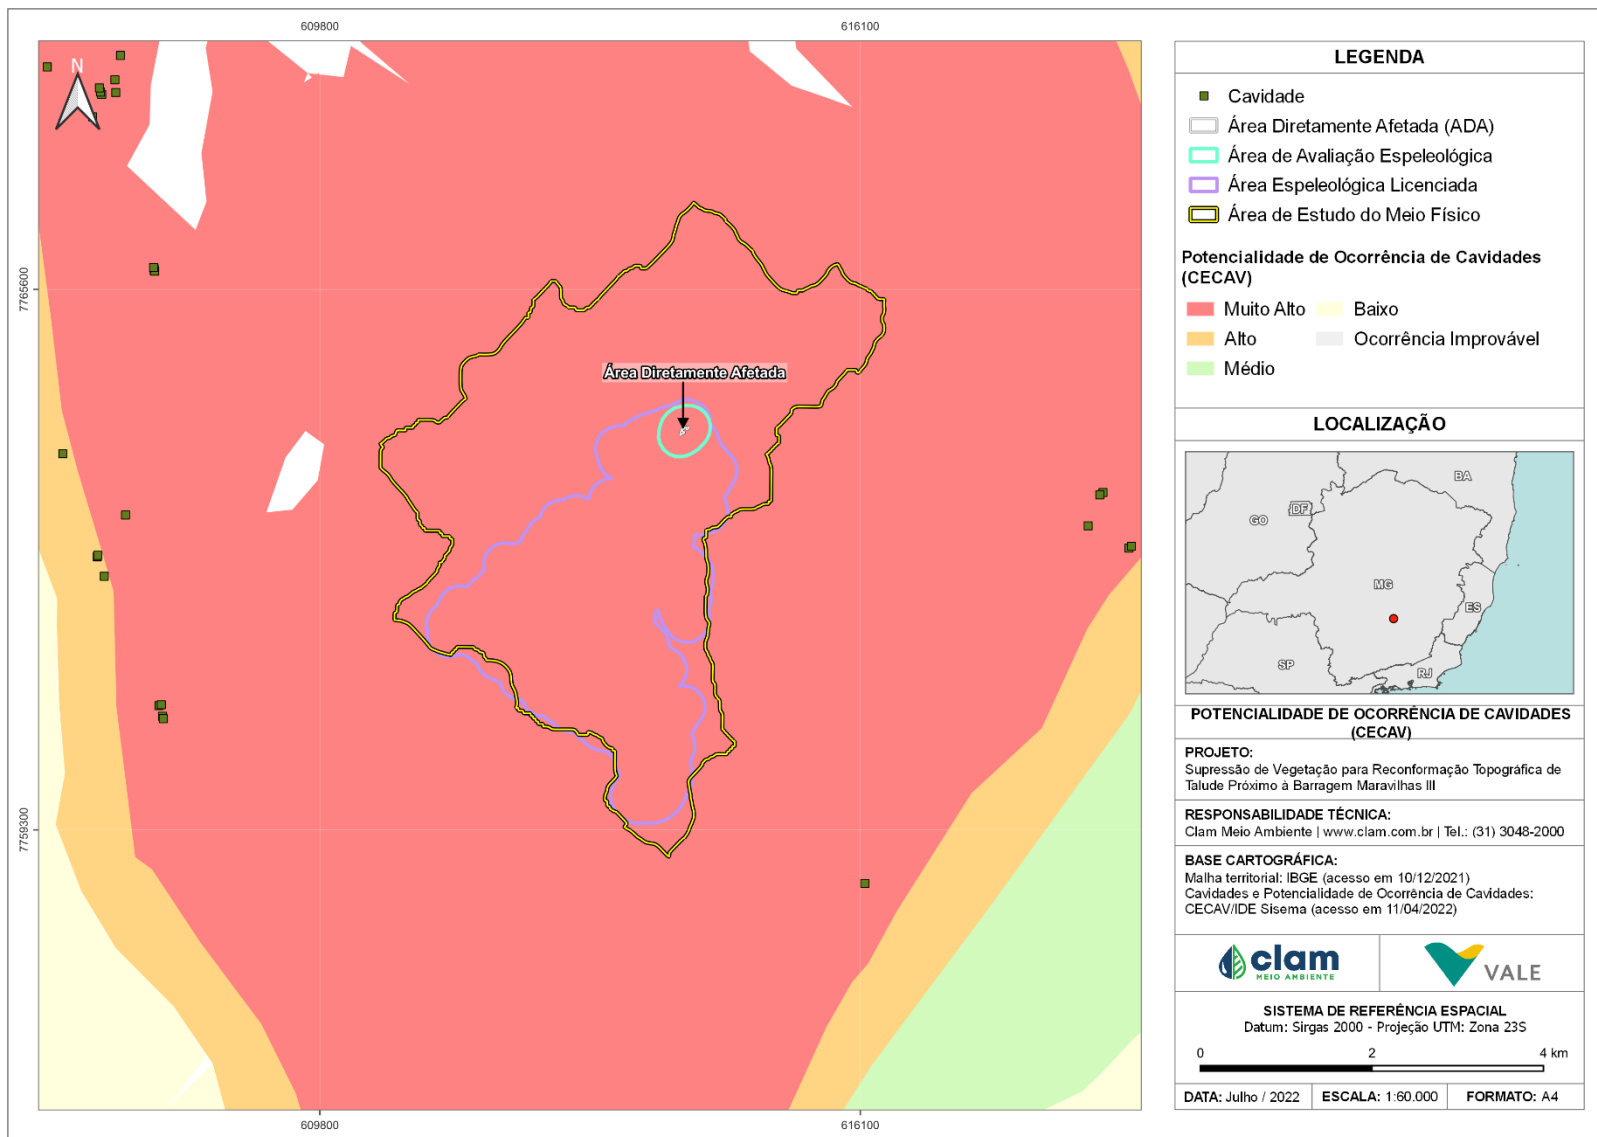 609800
616100
N
7765600
7759300
Área Diretamente Afetada
609800
616100
LEGENDA
Cavidade
Área Diretamente Afetada (ADA)
Área de Avaliação Espeleológica
Área Espeleológica Licenciada
Área de Estudo do Meio Físico
Potencialidade de Ocorrência de Cavidades
(CECAV)
Muito Alto
Baixo
Alto
Ocorrência Improvável
Médio
LOCALIZAÇÃO
BA
DF
GO
MG
ES
SP
RJ
POTENCIALIDADE DE OCORRÊNCIA DE CAVIDADES
(CECAV)
PROJETO:
Supressão de Vegetação para Reconformação Topográfica de
Talude Próximo à Barragem Maravilhas III
RESPONSABILIDADE TÉCNICA:
Clam Meio Ambiente | www.clam.com.br | Tel.: (31) 3048-2000
BASE CARTOGRÁFICA:
Malha territorial: IBGE (acesso em 10/12/2021)
Cavidades e Potencialidade de Ocorrência de Cavidades:
CECAV/IDE Sisema (acesso em 11/04/2022)
clam
MEIO AMBIENTE
VALE
SISTEMA DE REFERÊNCIA ESPACIAL
Datum: Sirgas 2000 - Projeção UTM: Zona 23S
0 2 4 km
DATA: Julho / 2022 ESCALA: 1:60.000 FORMATO: A4